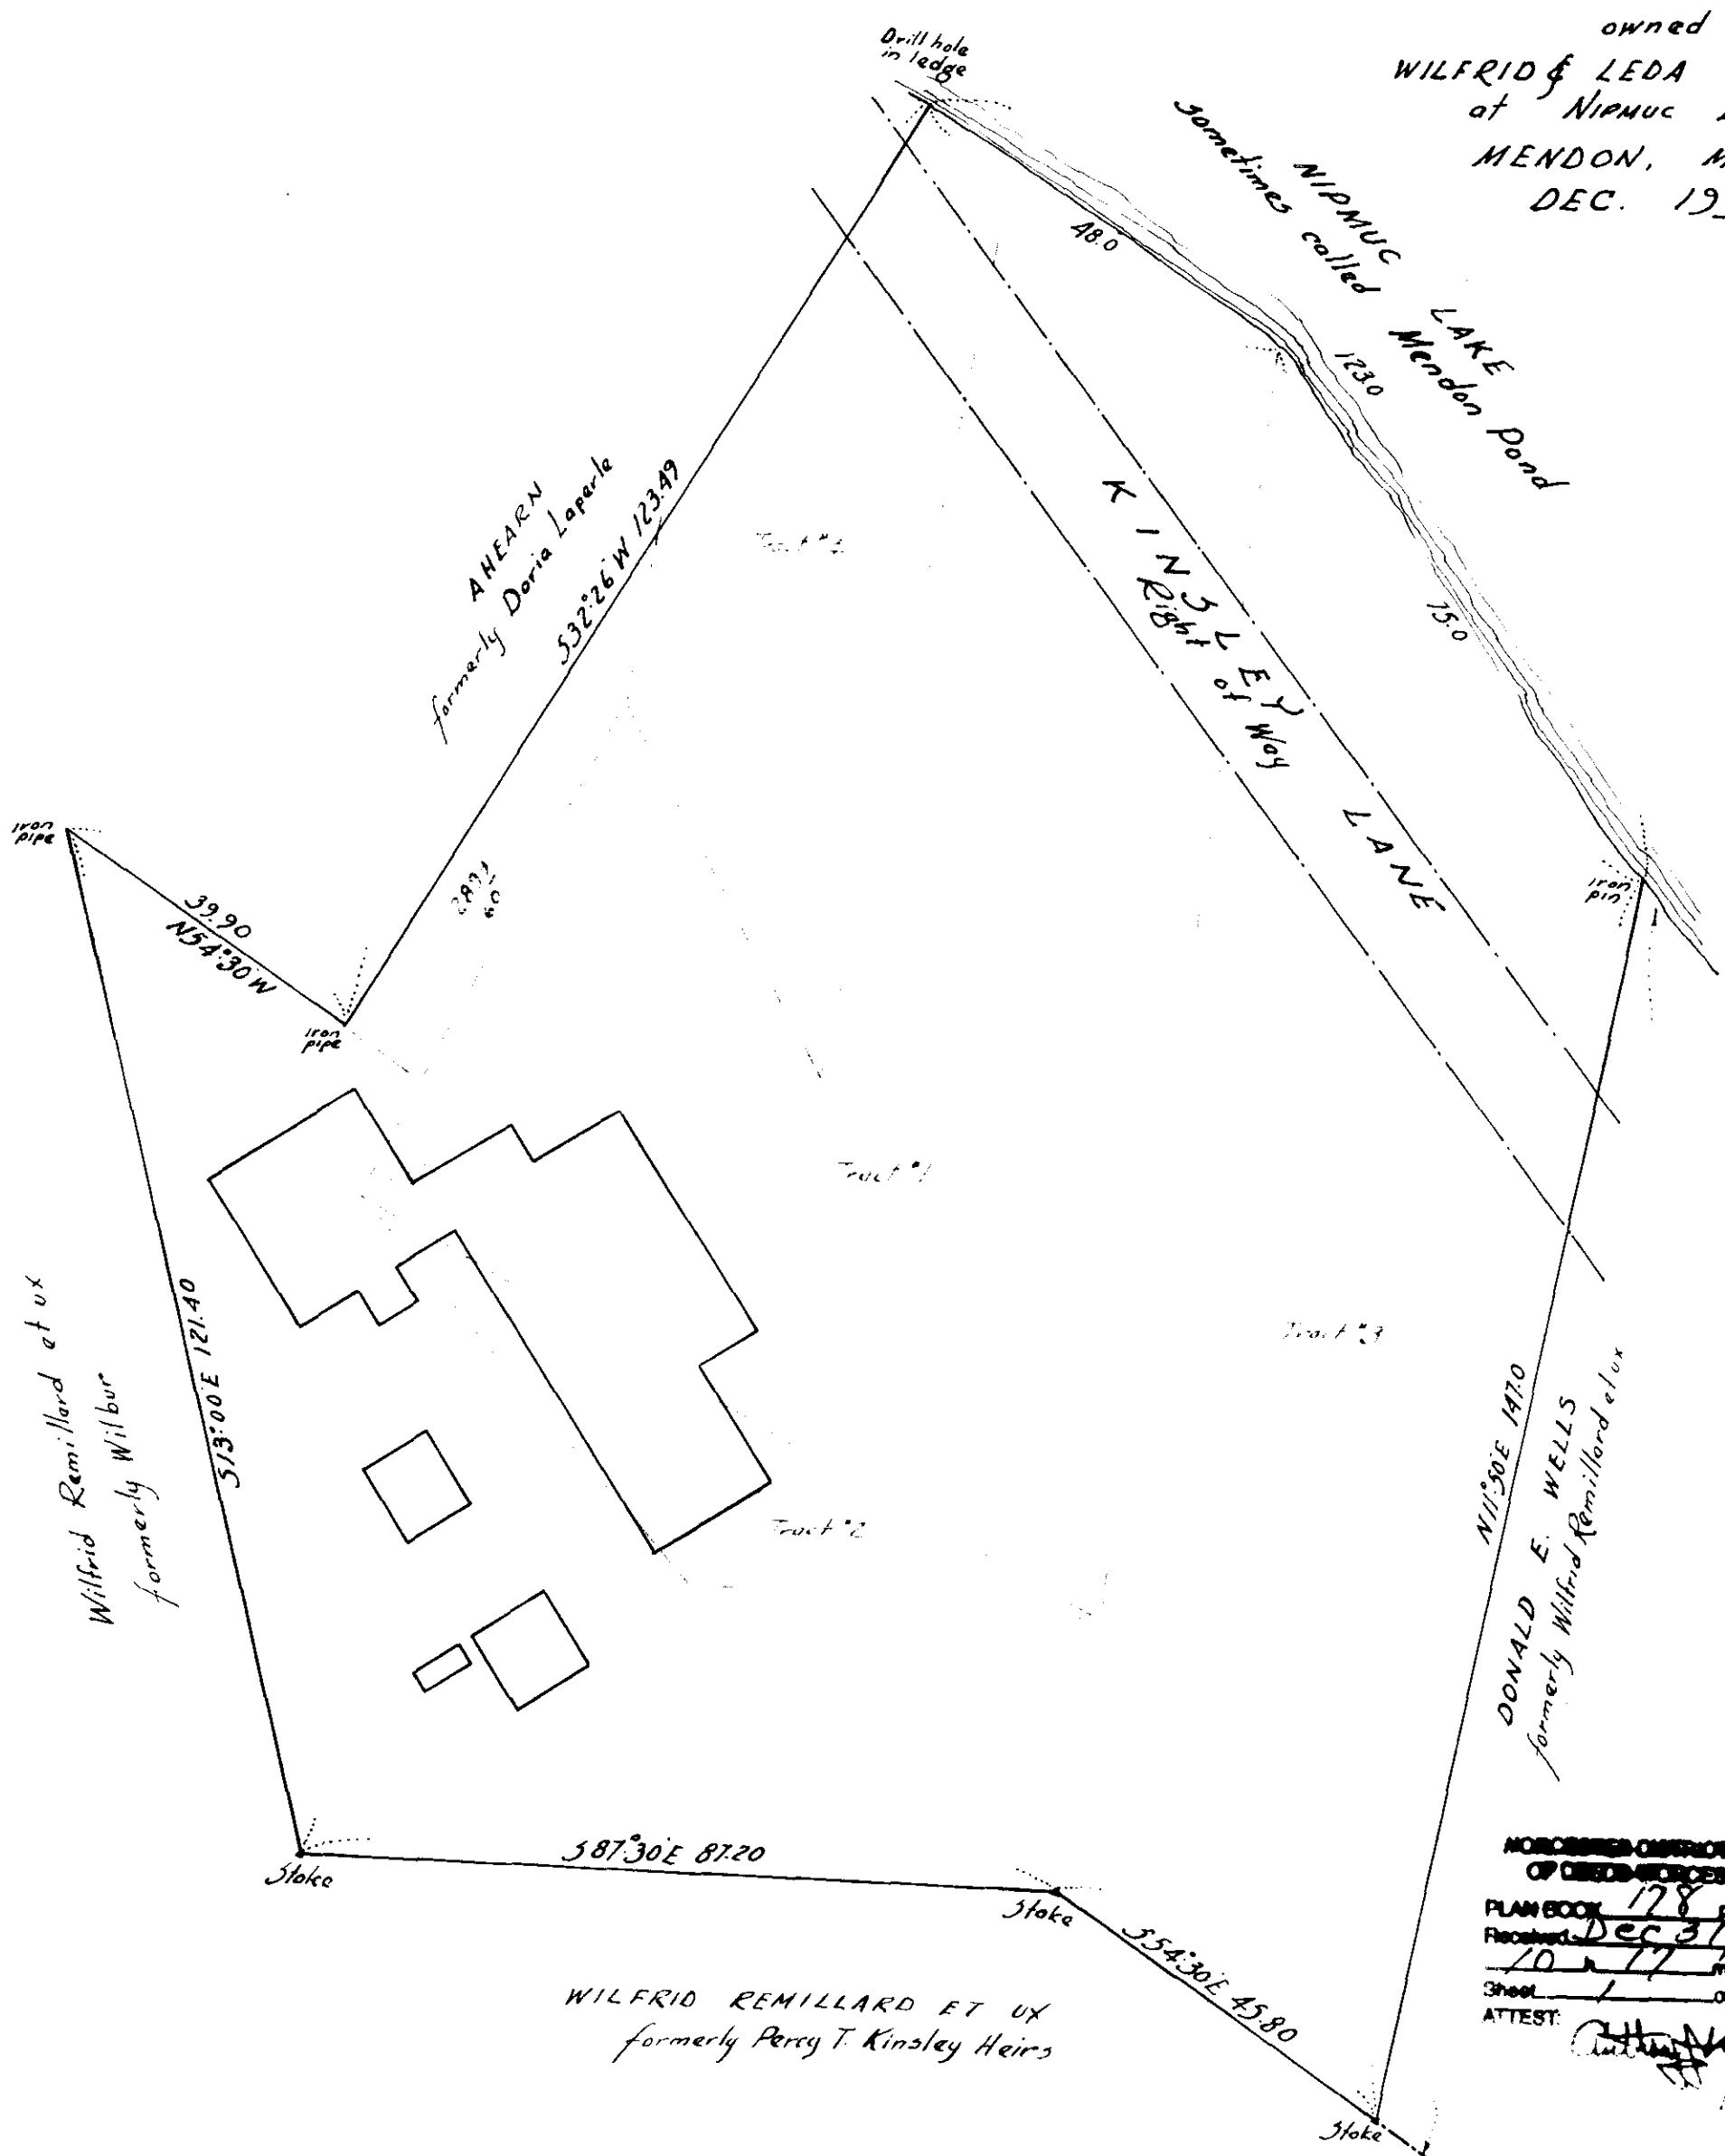 owned
WILFRID & LEDA
at NIPMUC
MENDON,
DEC. 19
Drill hole
in ledge
NIPMUC LAKE
sometimes called Mendon Pond
48.0
123.0
75.0
KINSLEY LANE
Right of Way
AHEARN
formerly Doria Laperle
S32°26'W 123.49
Tract #4
Iron
pipe
39.90
N54°30'W
Iron
pipe
Iron
pin
Tract #1
Tract #3
Tract #2
Wilfrid Remillard et ux
formerly Wilbur
S13°00'E 121.40
N11°50'E 147.0
DONALD E. WELLS
formerly Wilfrid Remillard et ux
S87°30'E 87.20
Stake
Stake
S54°30'E 45.80
Stake
WILFRID REMILLARD ET UX
formerly Percy T. Kinsley Heirs
PLAN BOOK 178
Received Dec 31
10 h 17 m
Sheet 1
ATTEST: